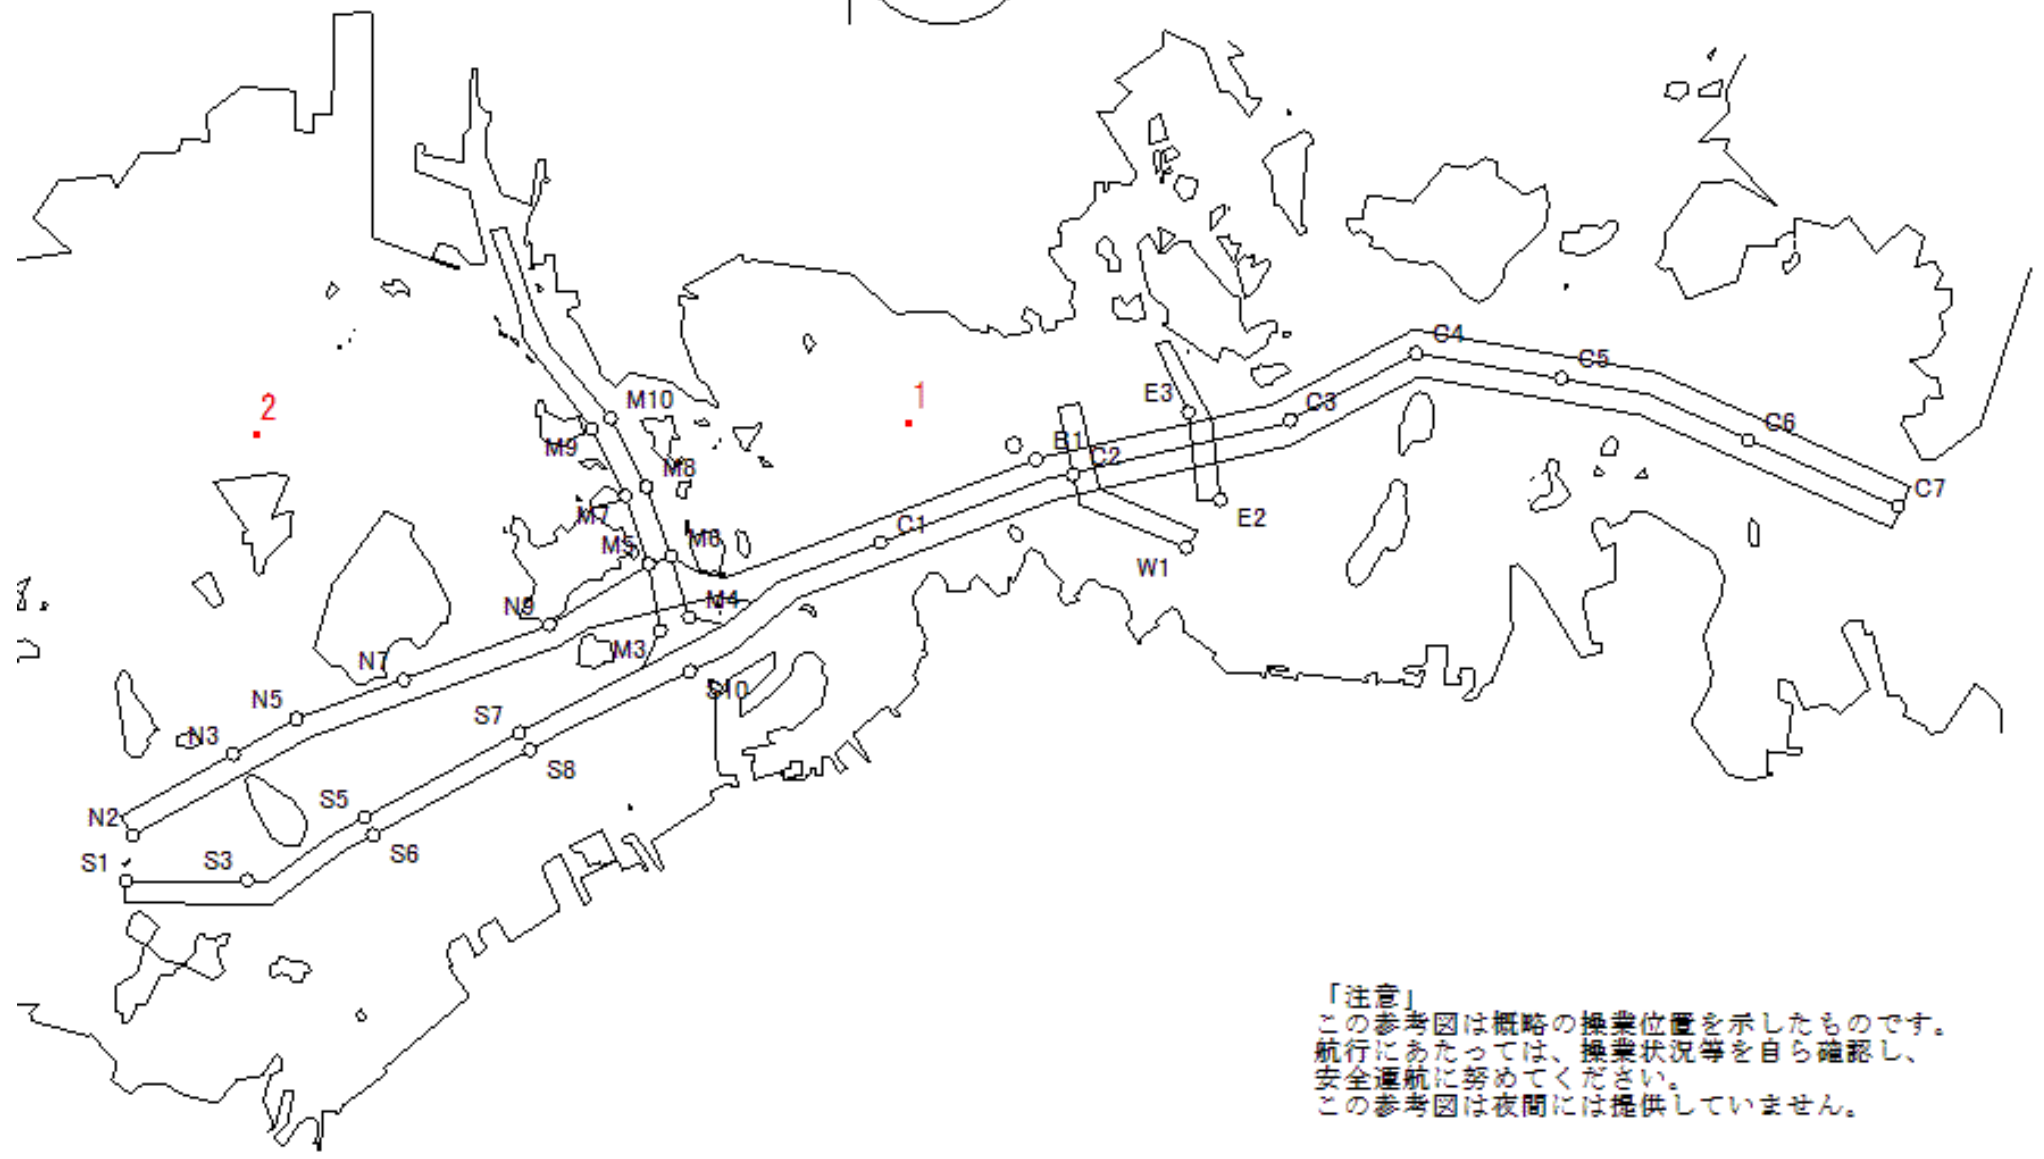 C4
C5
E3
M10
2
1
C3
C6
M9
B1
C2
M8
C7
M7
E2
M5
M6
C1
W1
N9
M4
N7
M3
S10
N5
S7
N3
S8
S5
N2
S6
S1
S3
「注意」
この参考図は概略の操業位置を示したものです。
航行にあたっては、操業状況等を自ら確認し、
安全運航に努めてください。
この参考図は夜間には提供していません。